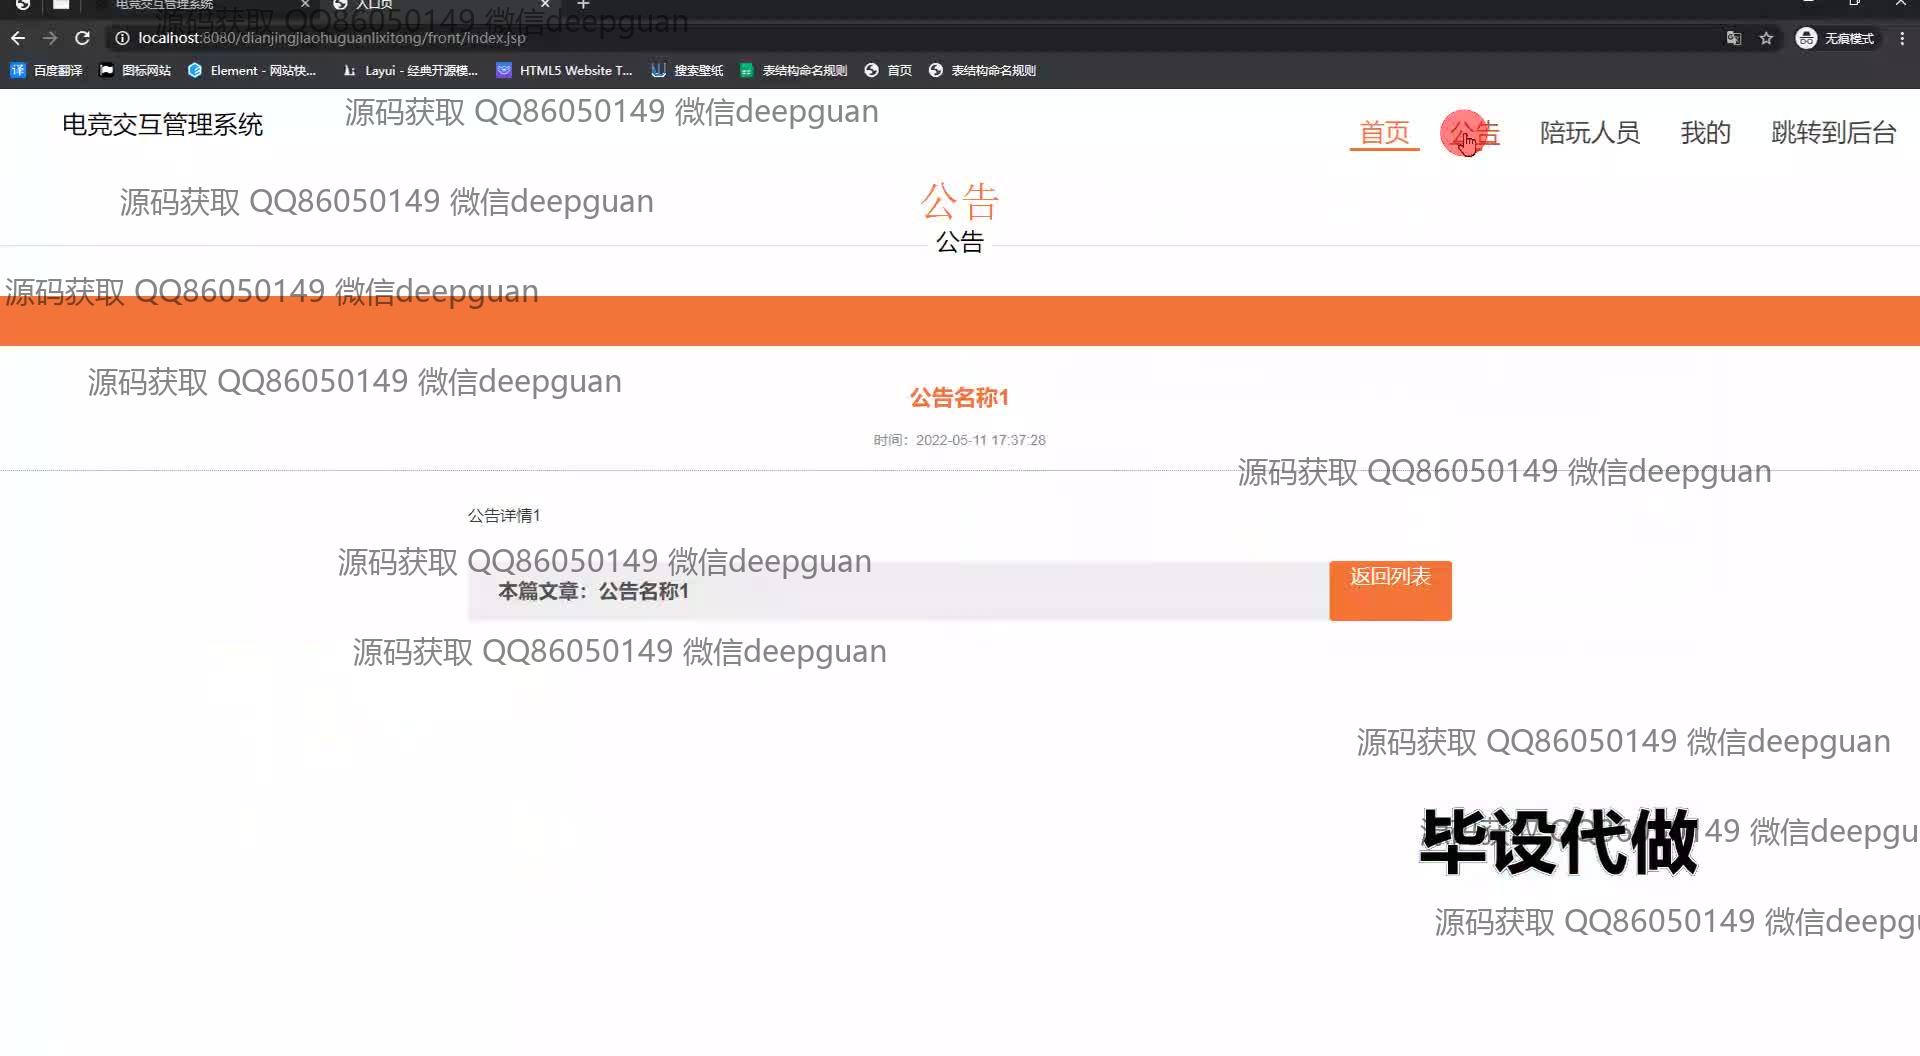 电竞交互管理系统
入口页
源码获取 QQ86050149 微信deepguan
localhost:8080/dianjingjiaohuguanlixitong/front/index.jsp
无痕模式
百度翻译
图标网站
Element - 网站快...
Layui - 经典开源模...
HTML5 Website T...
搜索壁纸
表结构命名规则
首页
表结构命名规则
电竞交互管理系统
源码获取 QQ86050149 微信deepguan
首页
公告
陪玩人员
我的
跳转到后台
源码获取 QQ86050149 微信deepguan
公告
公告
源码获取 QQ86050149 微信deepguan
源码获取 QQ86050149 微信deepguan
公告名称1
时间：2022-05-11 17:37:28
源码获取 QQ86050149 微信deepguan
公告详情1
源码获取 QQ86050149 微信deepguan
本篇文章：公告名称1
返回列表
源码获取 QQ86050149 微信deepguan
源码获取 QQ86050149 微信deepguan
毕设代做
49 微信deepgu
源码获取 QQ86050149 微信deepgu